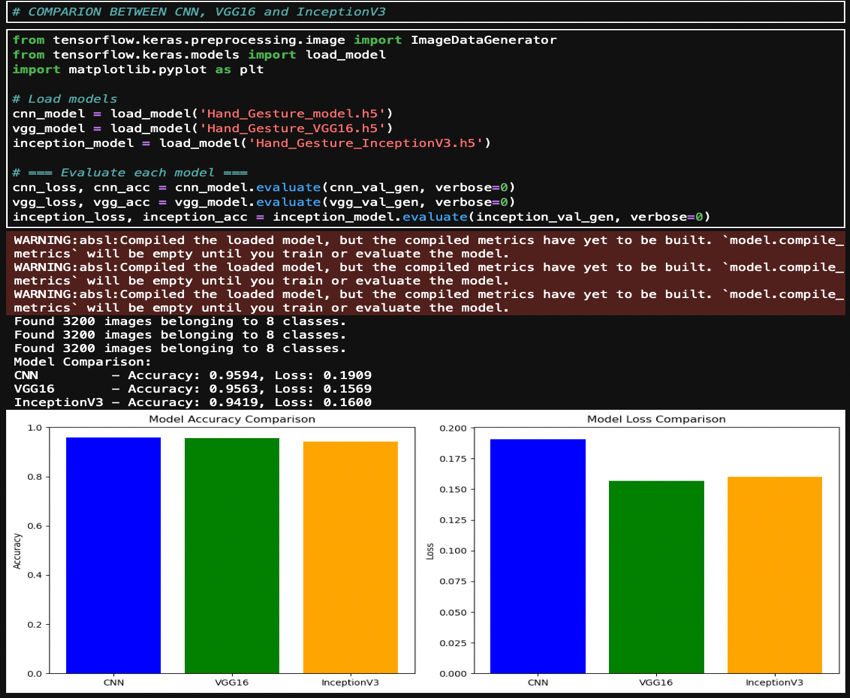 # COMPARION BETWEEN CNN, VGG16 and InceptionV3
from tensorflow.keras.preprocessing.image import ImageDataGenerator
from tensorflow.keras.models import load_model
import matplotlib.pyplot as plt
# Load models
cnn_model = load_model('Hand_Gesture_model.h5')
vgg_model = load_model('Hand_Gesture_VGG16.h5')
inception_model = load_model('Hand_Gesture_InceptionV3.h5')
# === Evaluate each model ===
cnn_loss, cnn_acc = cnn_model.evaluate(cnn_val_gen, verbose=0)
vgg_loss, vgg_acc = vgg_model.evaluate(vgg_val_gen, verbose=0)
inception_loss, inception_acc = inception_model.evaluate(inception_val_gen, verbose=0)
WARNING:absl:Compiled the loaded model, but the compiled metrics have yet to be built. `model.compile_
metrics` will be empty until you train or evaluate the model.
WARNING:absl:Compiled the loaded model, but the compiled metrics have yet to be built. `model.compile_
metrics` will be empty until you train or evaluate the model.
WARNING:absl:Compiled the loaded model, but the compiled metrics have yet to be built. `model.compile_
metrics` will be empty until you train or evaluate the model.
Found 3200 images belonging to 8 classes.
Found 3200 images belonging to 8 classes.
Found 3200 images belonging to 8 classes.
Model Comparison:
CNN – Accuracy: 0.9594, Loss: 0.1909
VGG16 – Accuracy: 0.9563, Loss: 0.1569
InceptionV3 – Accuracy: 0.9419, Loss: 0.1600
Model Accuracy Comparison
1.0
0.8
0.6
0.4
0.2
0.0
Accuracy
CNN VGG16 InceptionV3
Model Loss Comparison
0.200
0.175
0.150
0.125
0.100
0.075
0.050
0.025
0.000
Loss
CNN VGG16 InceptionV3